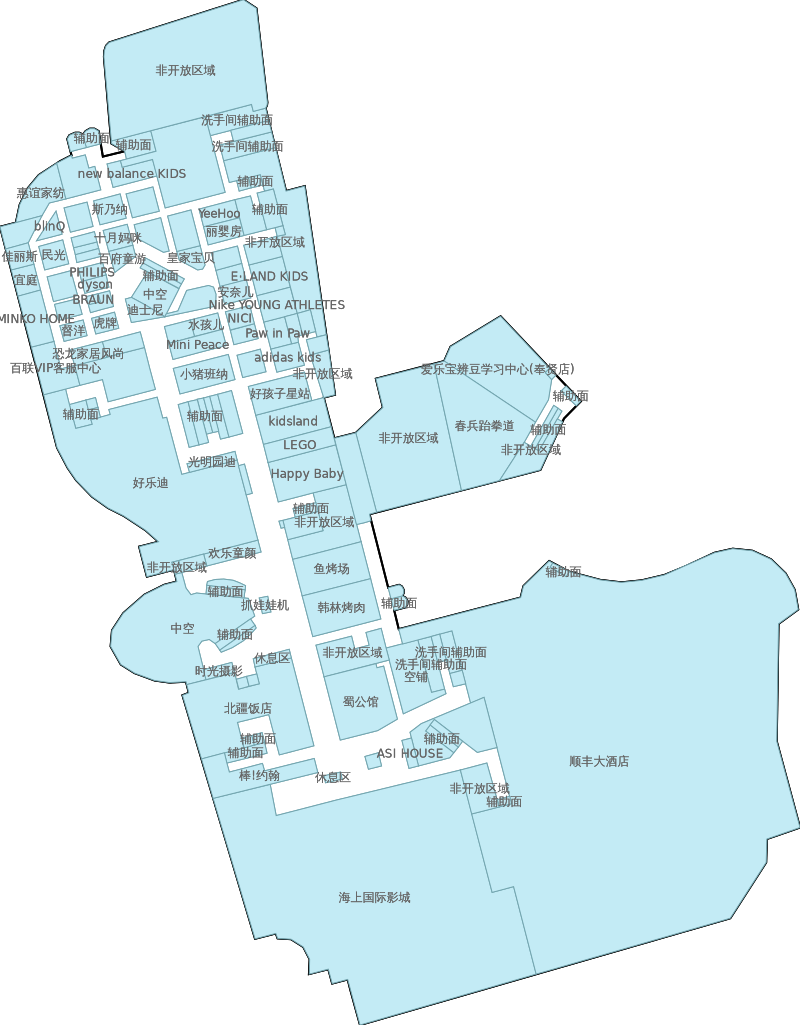 非开放区域
洗手间辅助面
辅助面
辅助面
洗手间辅助面
new balance KIDS
辅助面
惠谊家纺
斯乃纳
YeeHoo
辅助面
blinQ
丽婴房
十月妈咪
非开放区域
佳丽斯
民光
百府童游
皇家宝贝
PHILIPS
辅助面
E·LAND KIDS
宜庭
dyson
中空
安奈儿
BRAUN
Nike YOUNG ATHLETES
迪士尼
MINKO HOME
虎牌
水孩儿
NICI
督洋
Paw in Paw
Mini Peace
恐龙家居风尚
adidas kids
百联VIP客服中心
小猪班纳
非开放区域
爱乐宝辨豆学习中心(奉贤店)
好孩子星站
辅助面
辅助面
辅助面
kidsland
春兵跆拳道
辅助面
非开放区域
LEGO
非开放区域
光明园迪
Happy Baby
好乐迪
辅助面
非开放区域
欢乐童颜
非开放区域
鱼烤场
辅助面
辅助面
抓娃娃机
韩林烤肉
辅助面
中空
辅助面
休息区
非开放区域
洗手间辅助面
洗手间辅助面
时光摄影
空铺
北疆饭店
蜀公馆
辅助面
辅助面
辅助面
ASI HOUSE
顺丰大酒店
棒!约翰
休息区
非开放区域
辅助面
海上国际影城